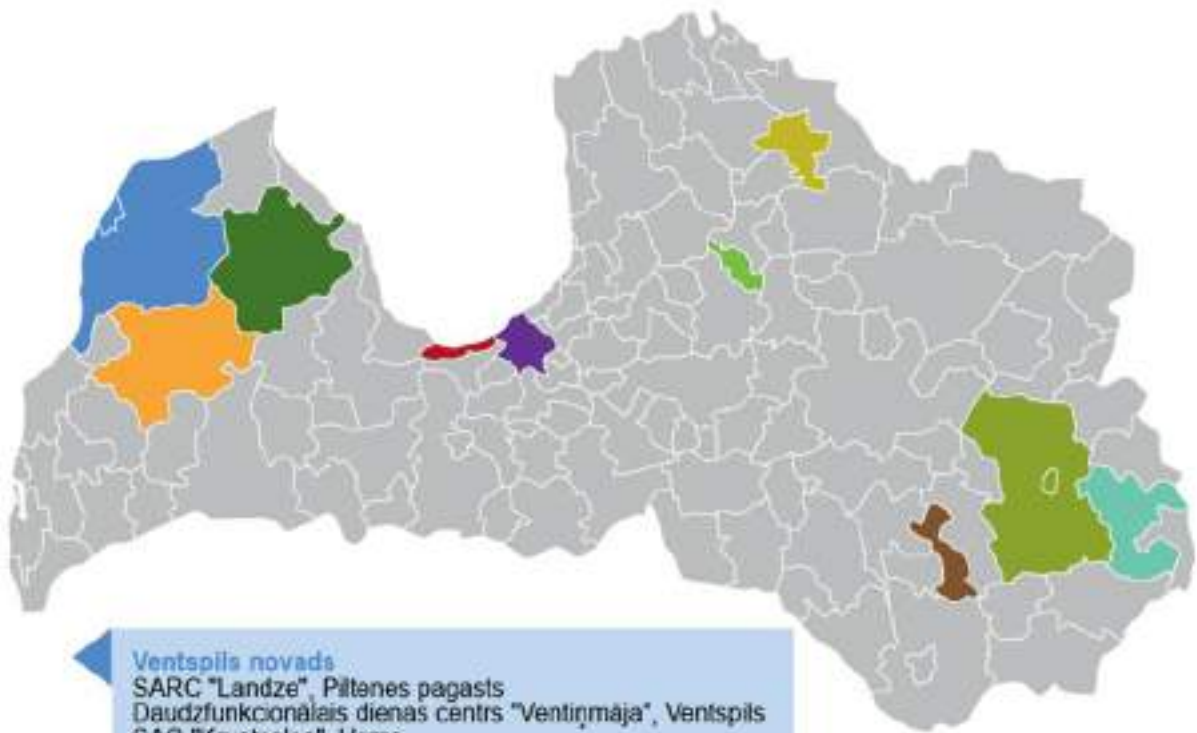 Ventspils novads
SARC "Landze", Piltenes pagasts
Daudzfunkcionālais dienas centrs "Ventiņmāja", Ventspils